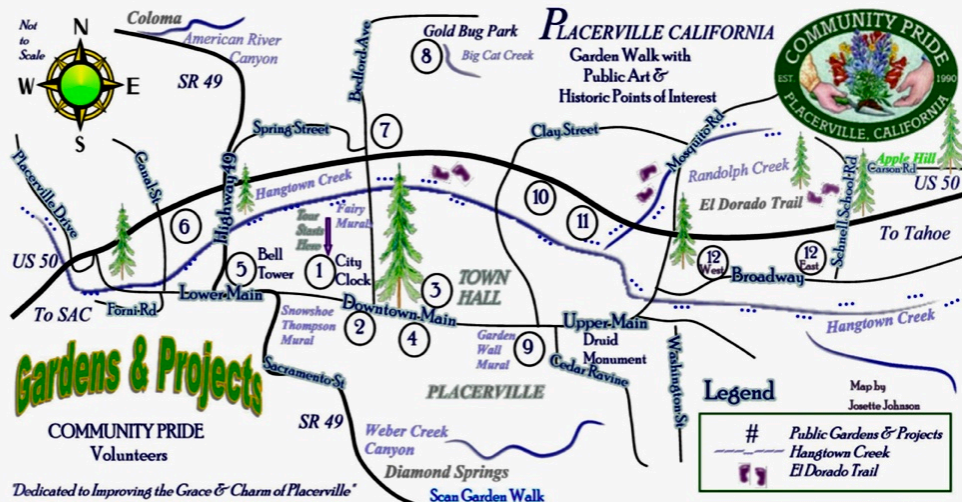 Not
to
Scale
N
W
E
S
Coloma
American River
Canyon
SR 49
Bedford Ave
Gold Bug Park
8
Big Cat Creek
PLACERVILLE CALIFORNIA
Garden Walk with
Public Art &
Historic Points of Interest
COMMUNITY PRIDE
EST.
1990
PLACERVILLE, CALIFORNIA
Placerville Drive
Canal St
Highway 49
Spring Street
7
Clay Street
Mosquito Rd
Randolph Creek
El Dorado Trail
Schnell School Rd
Apple Hill
Carson Rd
US 50
To Tahoe
Hangtown Creek
6
Tour
Starts
Here
Fairy
Mural
10
11
US 50
To SAC
Forni Rd
5
Bell
Tower
1
City
Clock
Lower Main
Downtown Main
3
TOWN
HALL
12
West
12
East
Broadway
Hangtown Creek
Snowshoe
Thompson
Mural
2
4
Garden
Wall
Mural
9
Upper Main
Druid
Monument
Cedar Ravine
Washington St
Sacramento St
PLACERVILLE
SR 49
Weber Creek
Canyon
Diamond Springs
Scan Garden Walk
Gardens & Projects
COMMUNITY PRIDE
Volunteers
"Dedicated to Improving the Grace & Charm of Placerville"
Legend
Map by
Josette Johnson
# Public Gardens & Projects
Hangtown Creek
El Dorado Trail